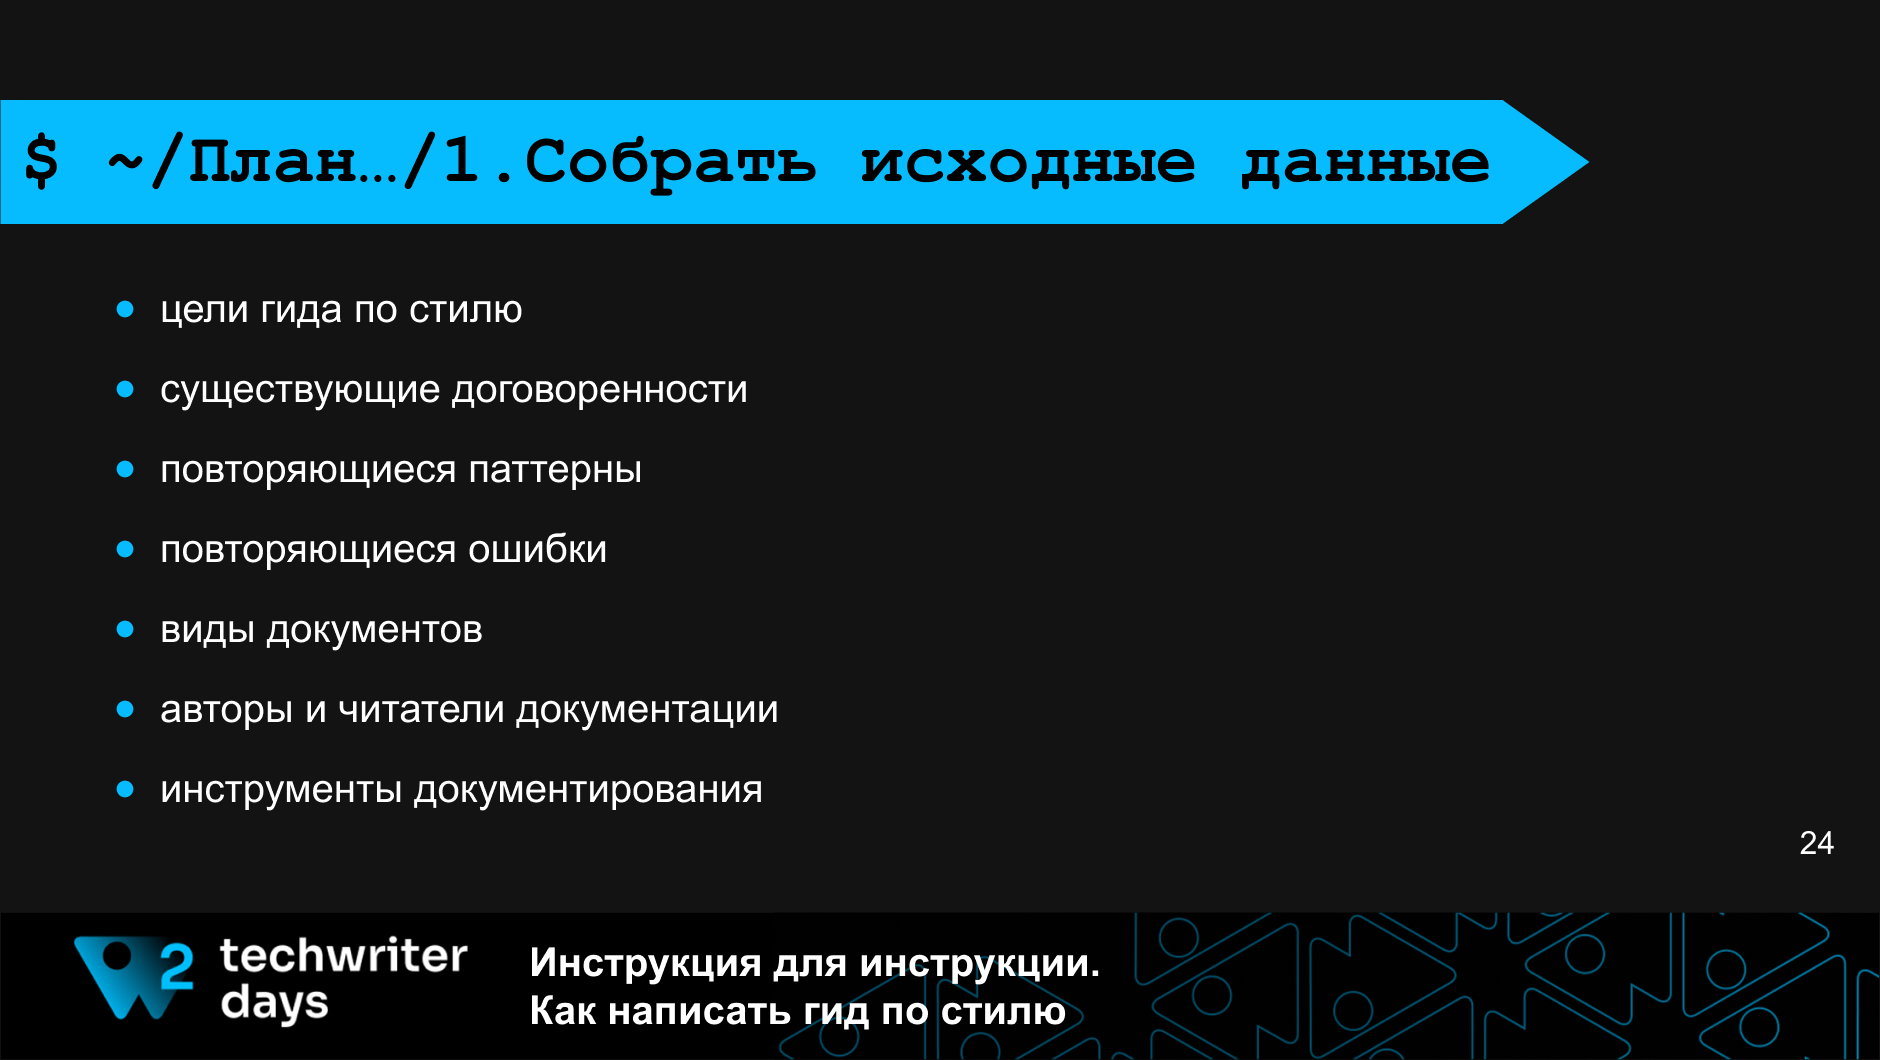 $ ~/План…/1.Собрать исходные данные
цели гида по стилю
существующие договоренности
повторяющиеся паттерны
повторяющиеся ошибки
виды документов
авторы и читатели документации
инструменты документирования
24
2 techwriter
days
Инструкция для инструкции.
Как написать гид по стилю